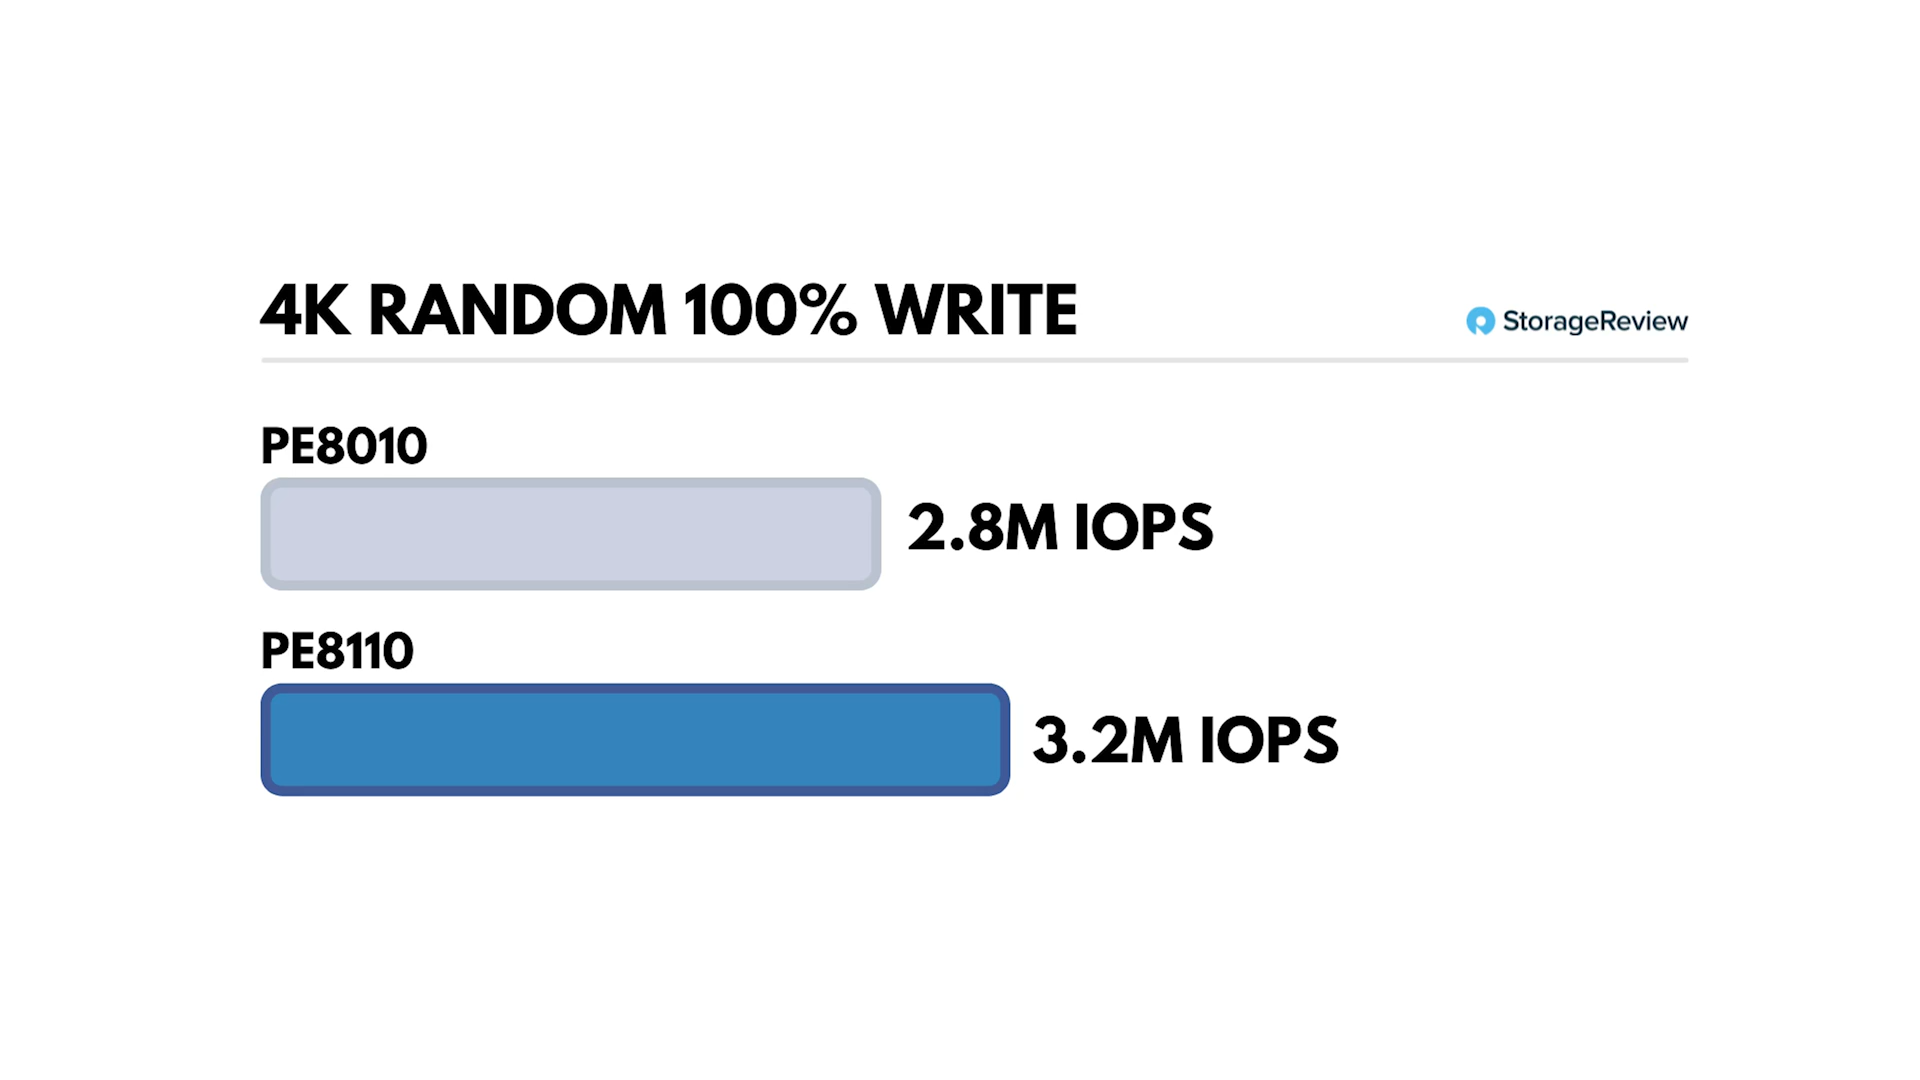 4K RANDOM 100% WRITE
StorageReview
PE8010
2.8M IOPS
PE8110
3.2M IOPS